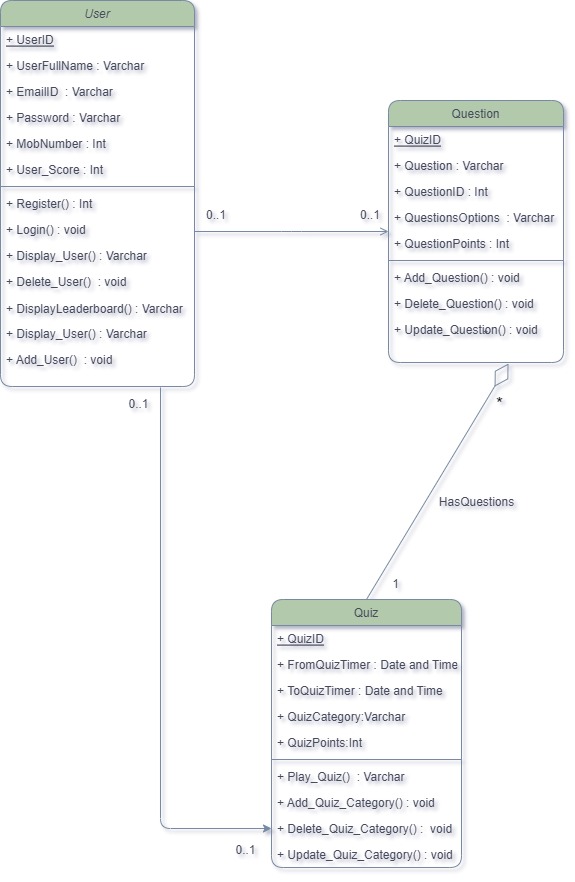 User
+ UserID
+ UserFullName : Varchar
+ EmailID : Varchar
+ Password : Varchar
+ MobNumber : Int
+ User_Score : Int
+ Register() : Int
+ Login() : void
+ Display_User() : Varchar
+ Delete_User() : void
+ DisplayLeaderboard() : Varchar
+ Display_User() : Varchar
+ Add_User() : void
0..1
0..1
Question
+ QuizID
+ Question : Varchar
+ QuestionID : Int
+ QuestionsOptions : Varchar
+ QuestionPoints : Int
+ Add_Question() : void
+ Delete_Question() : void
+ Update_Question() : void
0..1
*
HasQuestions
1
Quiz
+ QuizID
+ FromQuizTimer : Date and Time
+ ToQuizTimer : Date and Time
+ QuizCategory:Varchar
+ QuizPoints:Int
+ Play_Quiz() : Varchar
+ Add_Quiz_Category() : void
+ Delete_Quiz_Category() : void
+ Update_Quiz_Category() : void
0..1